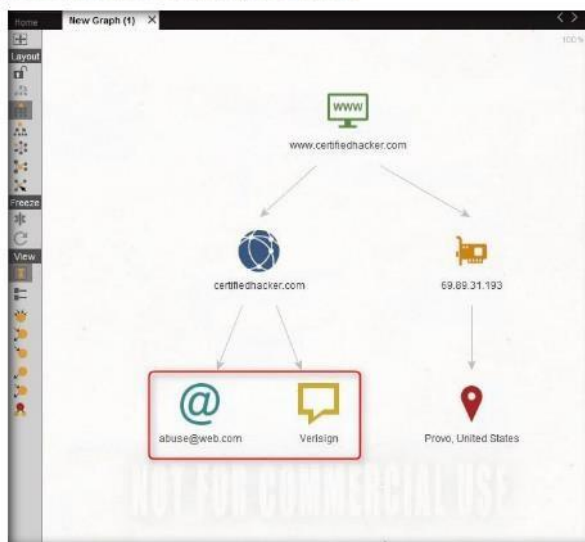 Home
New Graph (1) X
100%
Layout
Freeze
View
WWW
www.certifiedhacker.com
certifiedhacker.com
69.89.31.193
abuse@web.com
Verisign
Provo, United States
NOT FOR COMMERCIAL USE